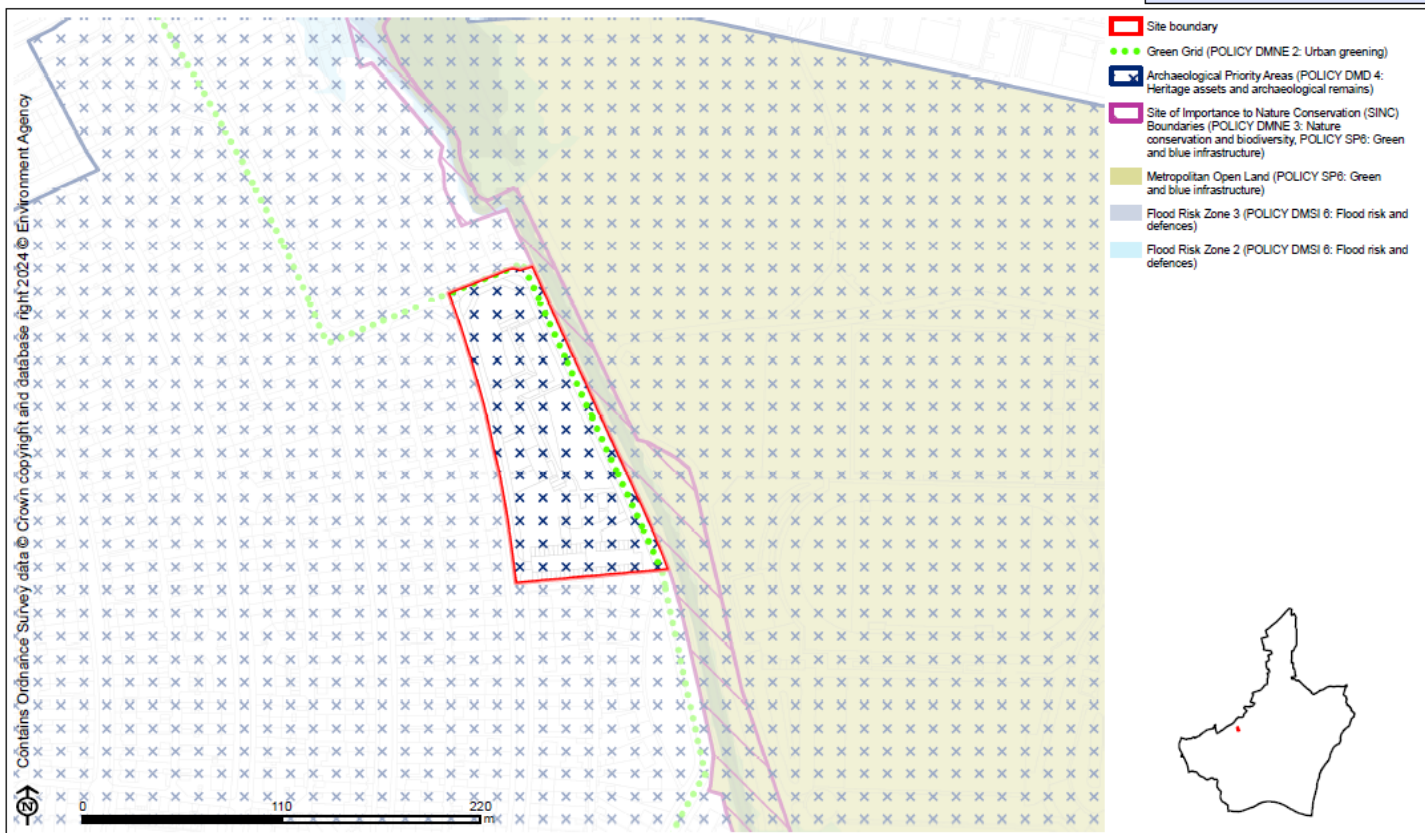 Site boundary
Green Grid (POLICY DMNE 2: Urban greening)
Archaeological Priority Areas (POLICY DMD 4:
Heritage assets and archaeological remains)
Site of Importance to Nature Conservation (SINC)
Boundaries (POLICY DMNE 3: Nature
conservation and biodiversity, POLICY SP6: Green
and blue infrastructure)
Metropolitan Open Land (POLICY SP6: Green
and blue infrastructure)
Flood Risk Zone 3 (POLICY DMSI 6: Flood risk and
defences)
Flood Risk Zone 2 (POLICY DMSI 6: Flood risk and
defences)
Contains Ordnance Survey data © Crown copyright and database right 2024 © Environment Agency
N
0 110 220
m